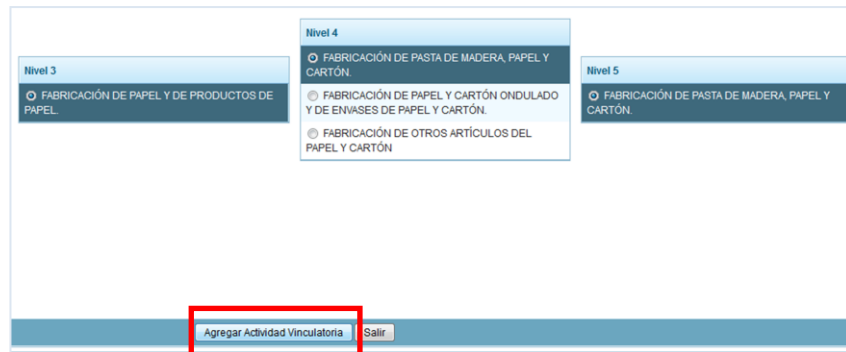 Nivel 3
FABRICACIÓN DE PAPEL Y DE PRODUCTOS DE
PAPEL.
Nivel 4
FABRICACIÓN DE PASTA DE MADERA, PAPEL Y
CARTÓN.
FABRICACIÓN DE PAPEL Y CARTÓN ONDULADO
Y DE ENVASES DE PAPEL Y CARTÓN.
FABRICACIÓN DE OTROS ARTÍCULOS DEL
PAPEL Y CARTÓN
Nivel 5
FABRICACIÓN DE PASTA DE MADERA, PAPEL Y
CARTÓN.
Agregar Actividad Vinculatoria Salir